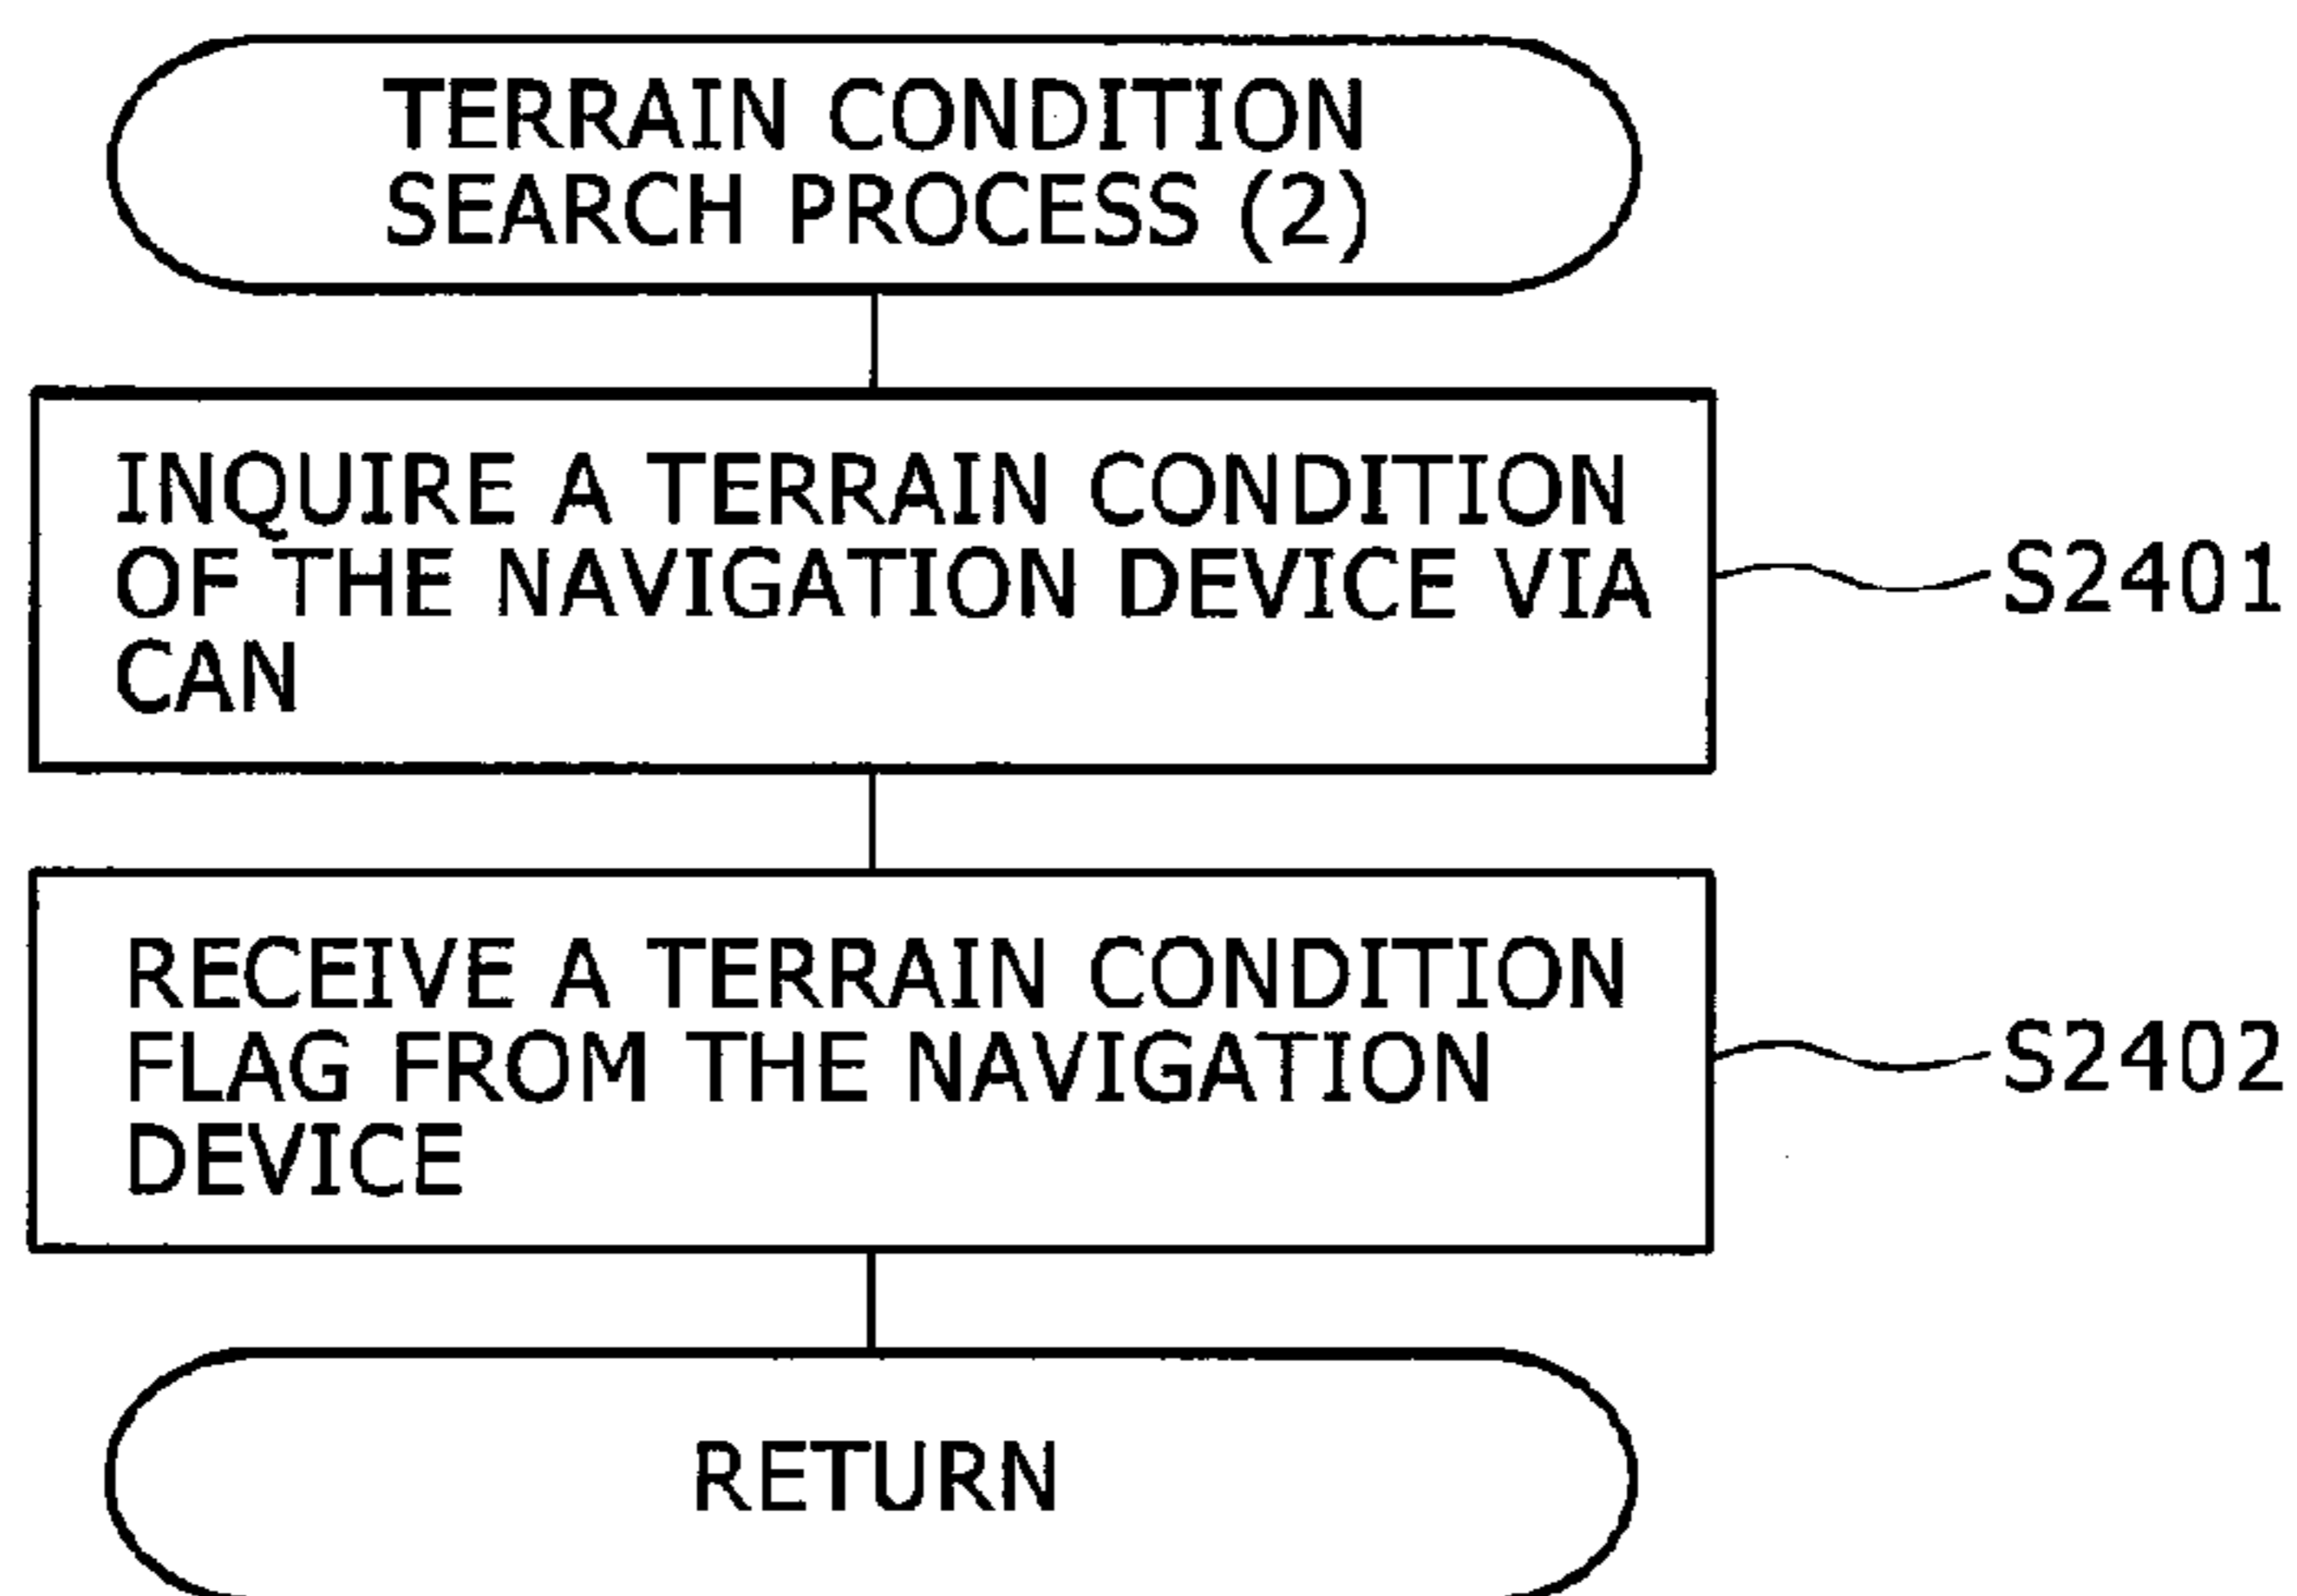 TERRAIN CONDITION
SEARCH PROCESS (2)
INQUIRE A TERRAIN CONDITION
OF THE NAVIGATION DEVICE VIA
CAN
S2401
RECEIVE A TERRAIN CONDITION
FLAG FROM THE NAVIGATION
DEVICE
S2402
RETURN